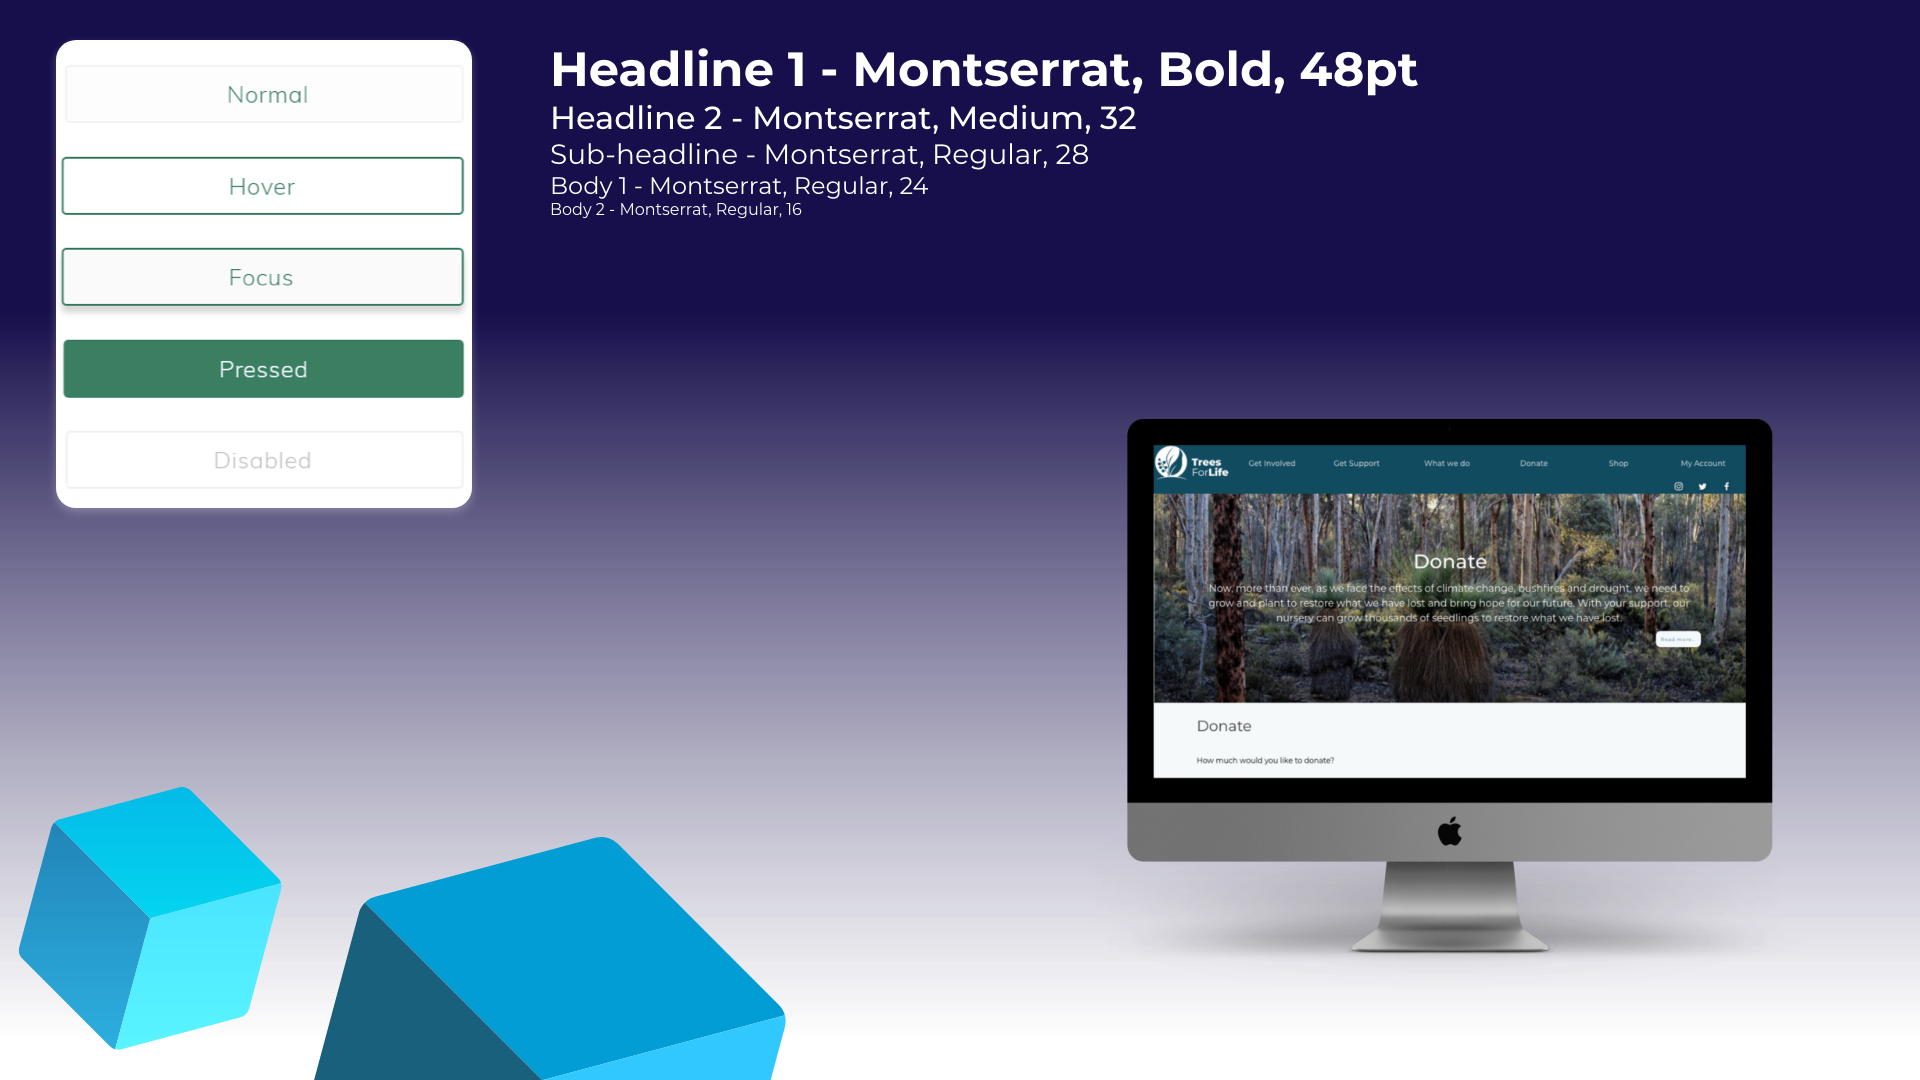 Normal
Hover
Focus
Pressed
Disabled
Headline 1 - Montserrat, Bold, 48pt
Headline 2 - Montserrat, Medium, 32
Sub-headline - Montserrat, Regular, 28
Body 1 - Montserrat, Regular, 24
Body 2 - Montserrat, Regular, 16
Trees
ForLife
Get Involved
Get Support
What we do
Donate
Shop
My Account
Donate
Now, more than ever, as we face the effects of climate change, bushfires and drought, we need to
grow and plant to restore what we have lost and bring hope for our future. With your support, our
nursery can grow thousands of seedlings to restore what we have lost.
Read more..
Donate
How much would you like to donate?